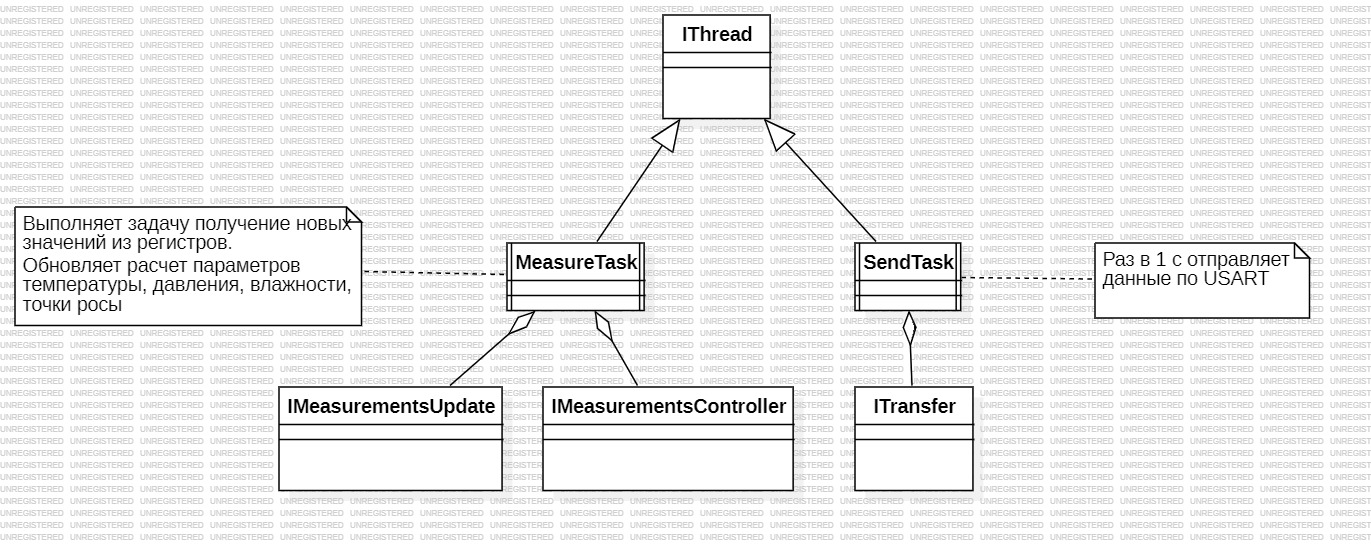 IThread
Выполняет задачу получение новых
значений из регистров.
Обновляет расчет параметров
температуры, давления, влажности,
точки росы
MeasureTask
SendTask
Раз в 1 с отправляет
данные по USART
IMeasurementsUpdate
IMeasurementsController
ITransfer
UNREGISTERED